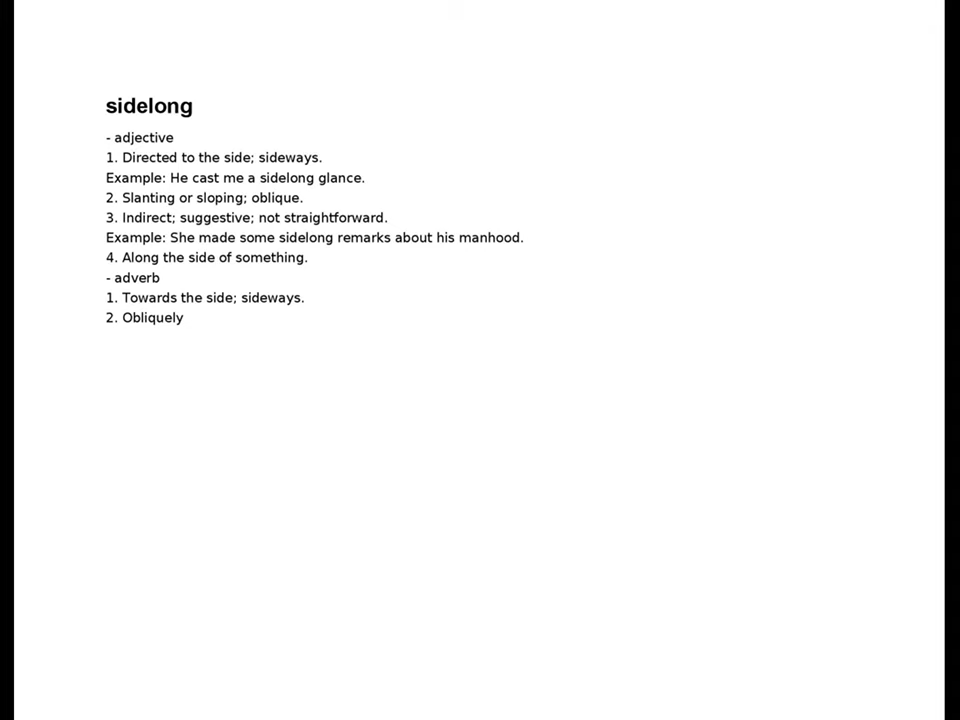 sidelong
- adjective
1. Directed to the side; sideways.
Example: He cast me a sidelong glance.
2. Slanting or sloping; oblique.
3. Indirect; suggestive; not straightforward.
Example: She made some sidelong remarks about his manhood.
4. Along the side of something.
- adverb
1. Towards the side; sideways.
2. Obliquely